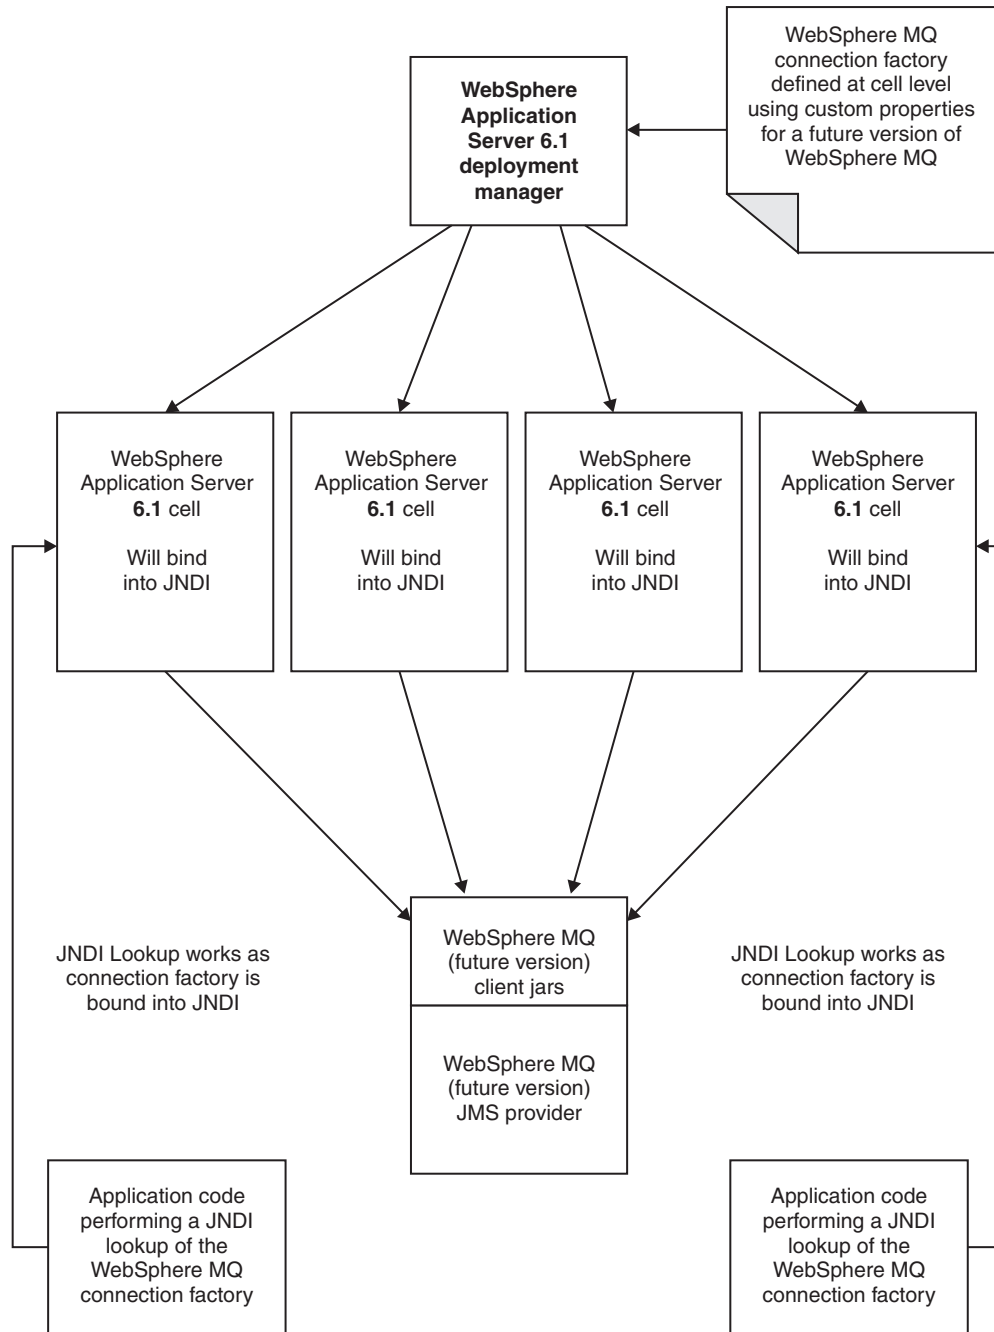 WebSphere MQ
connection factory
defined at cell level
using custom properties
for a future version of
WebSphere MQ
WebSphere
Application
Server 6.1
deployment
manager
WebSphere
Application Server
6.1 cell
Will bind
into JNDI
WebSphere
Application Server
6.1 cell
Will bind
into JNDI
WebSphere
Application Server
6.1 cell
Will bind
into JNDI
WebSphere
Application Server
6.1 cell
Will bind
into JNDI
JNDI Lookup works as
connection factory is
bound into JNDI
WebSphere MQ
(future version)
client jars
WebSphere MQ
(future version)
JMS provider
JNDI Lookup works as
connection factory is
bound into JNDI
Application code
performing a JNDI
lookup of the
WebSphere MQ
connection factory
Application code
performing a JNDI
lookup of the
WebSphere MQ
connection factory